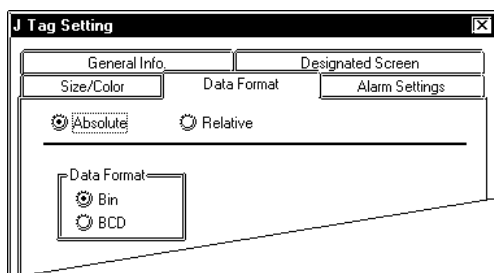 J Tag Setting
General Info. Designated Screen
Size/Color Data Format Alarm Settings
Absolute Relative
Data Format
Bin
BCD